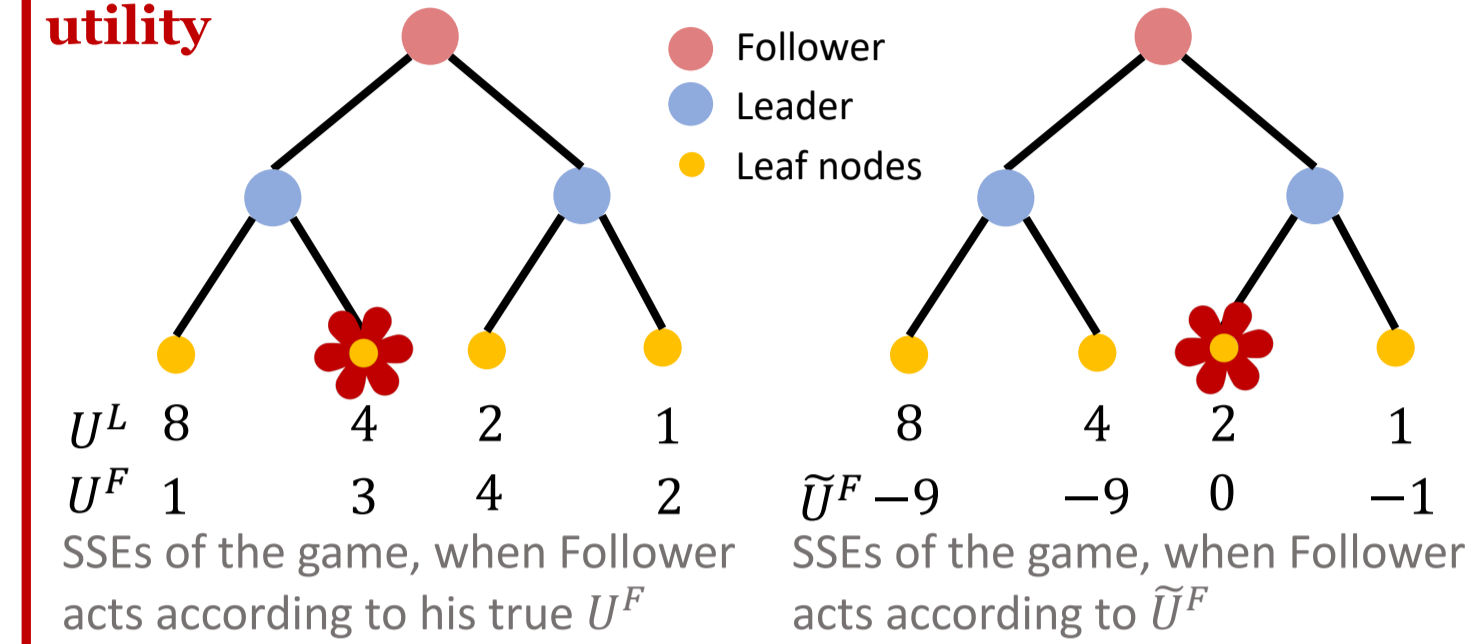 utility
Follower
Leader
Leaf nodes
U^L 8 4 2 1
U^F 1 3 4 2
SSEs of the game, when Follower
acts according to his true U^F
8 4 2 1
Ũ^F −9 −9 0 −1
SSEs of the game, when Follower
acts according to Ũ^F